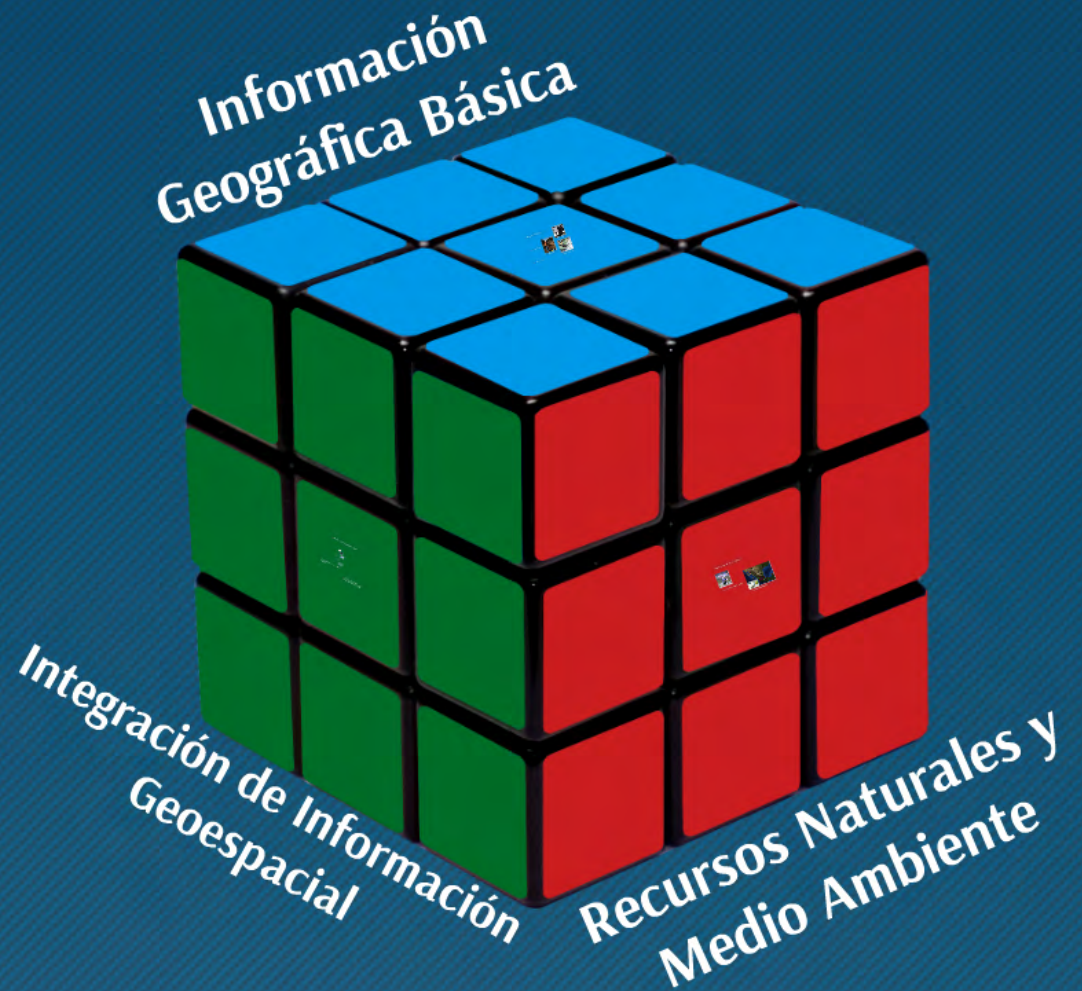 Información
Geográfica Básica
Integración de Información
Geoespacial
Recursos Naturales y
Medio Ambiente